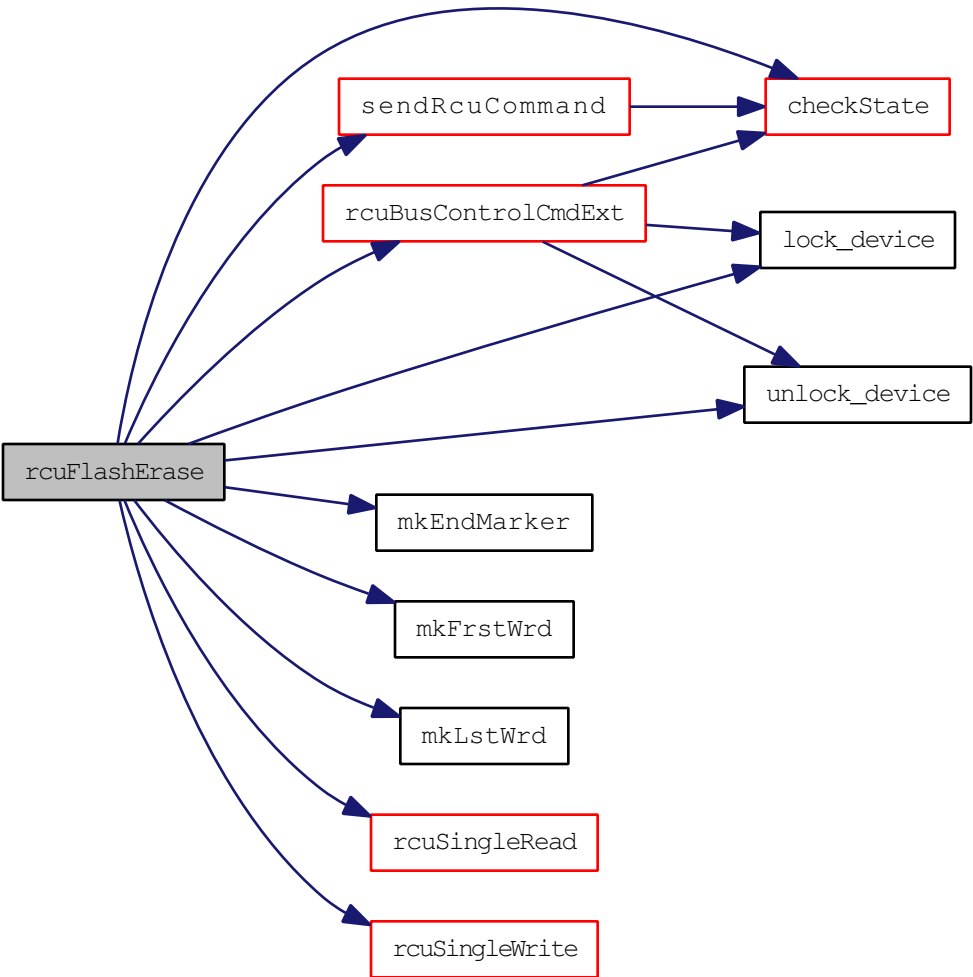 sendRcuCommand
checkState
rcuBusControlCmdExt
lock_device
unlock_device
rcuFlashErase
mkEndMarker
mkFrstWrd
mkLstWrd
rcuSingleRead
rcuSingleWrite